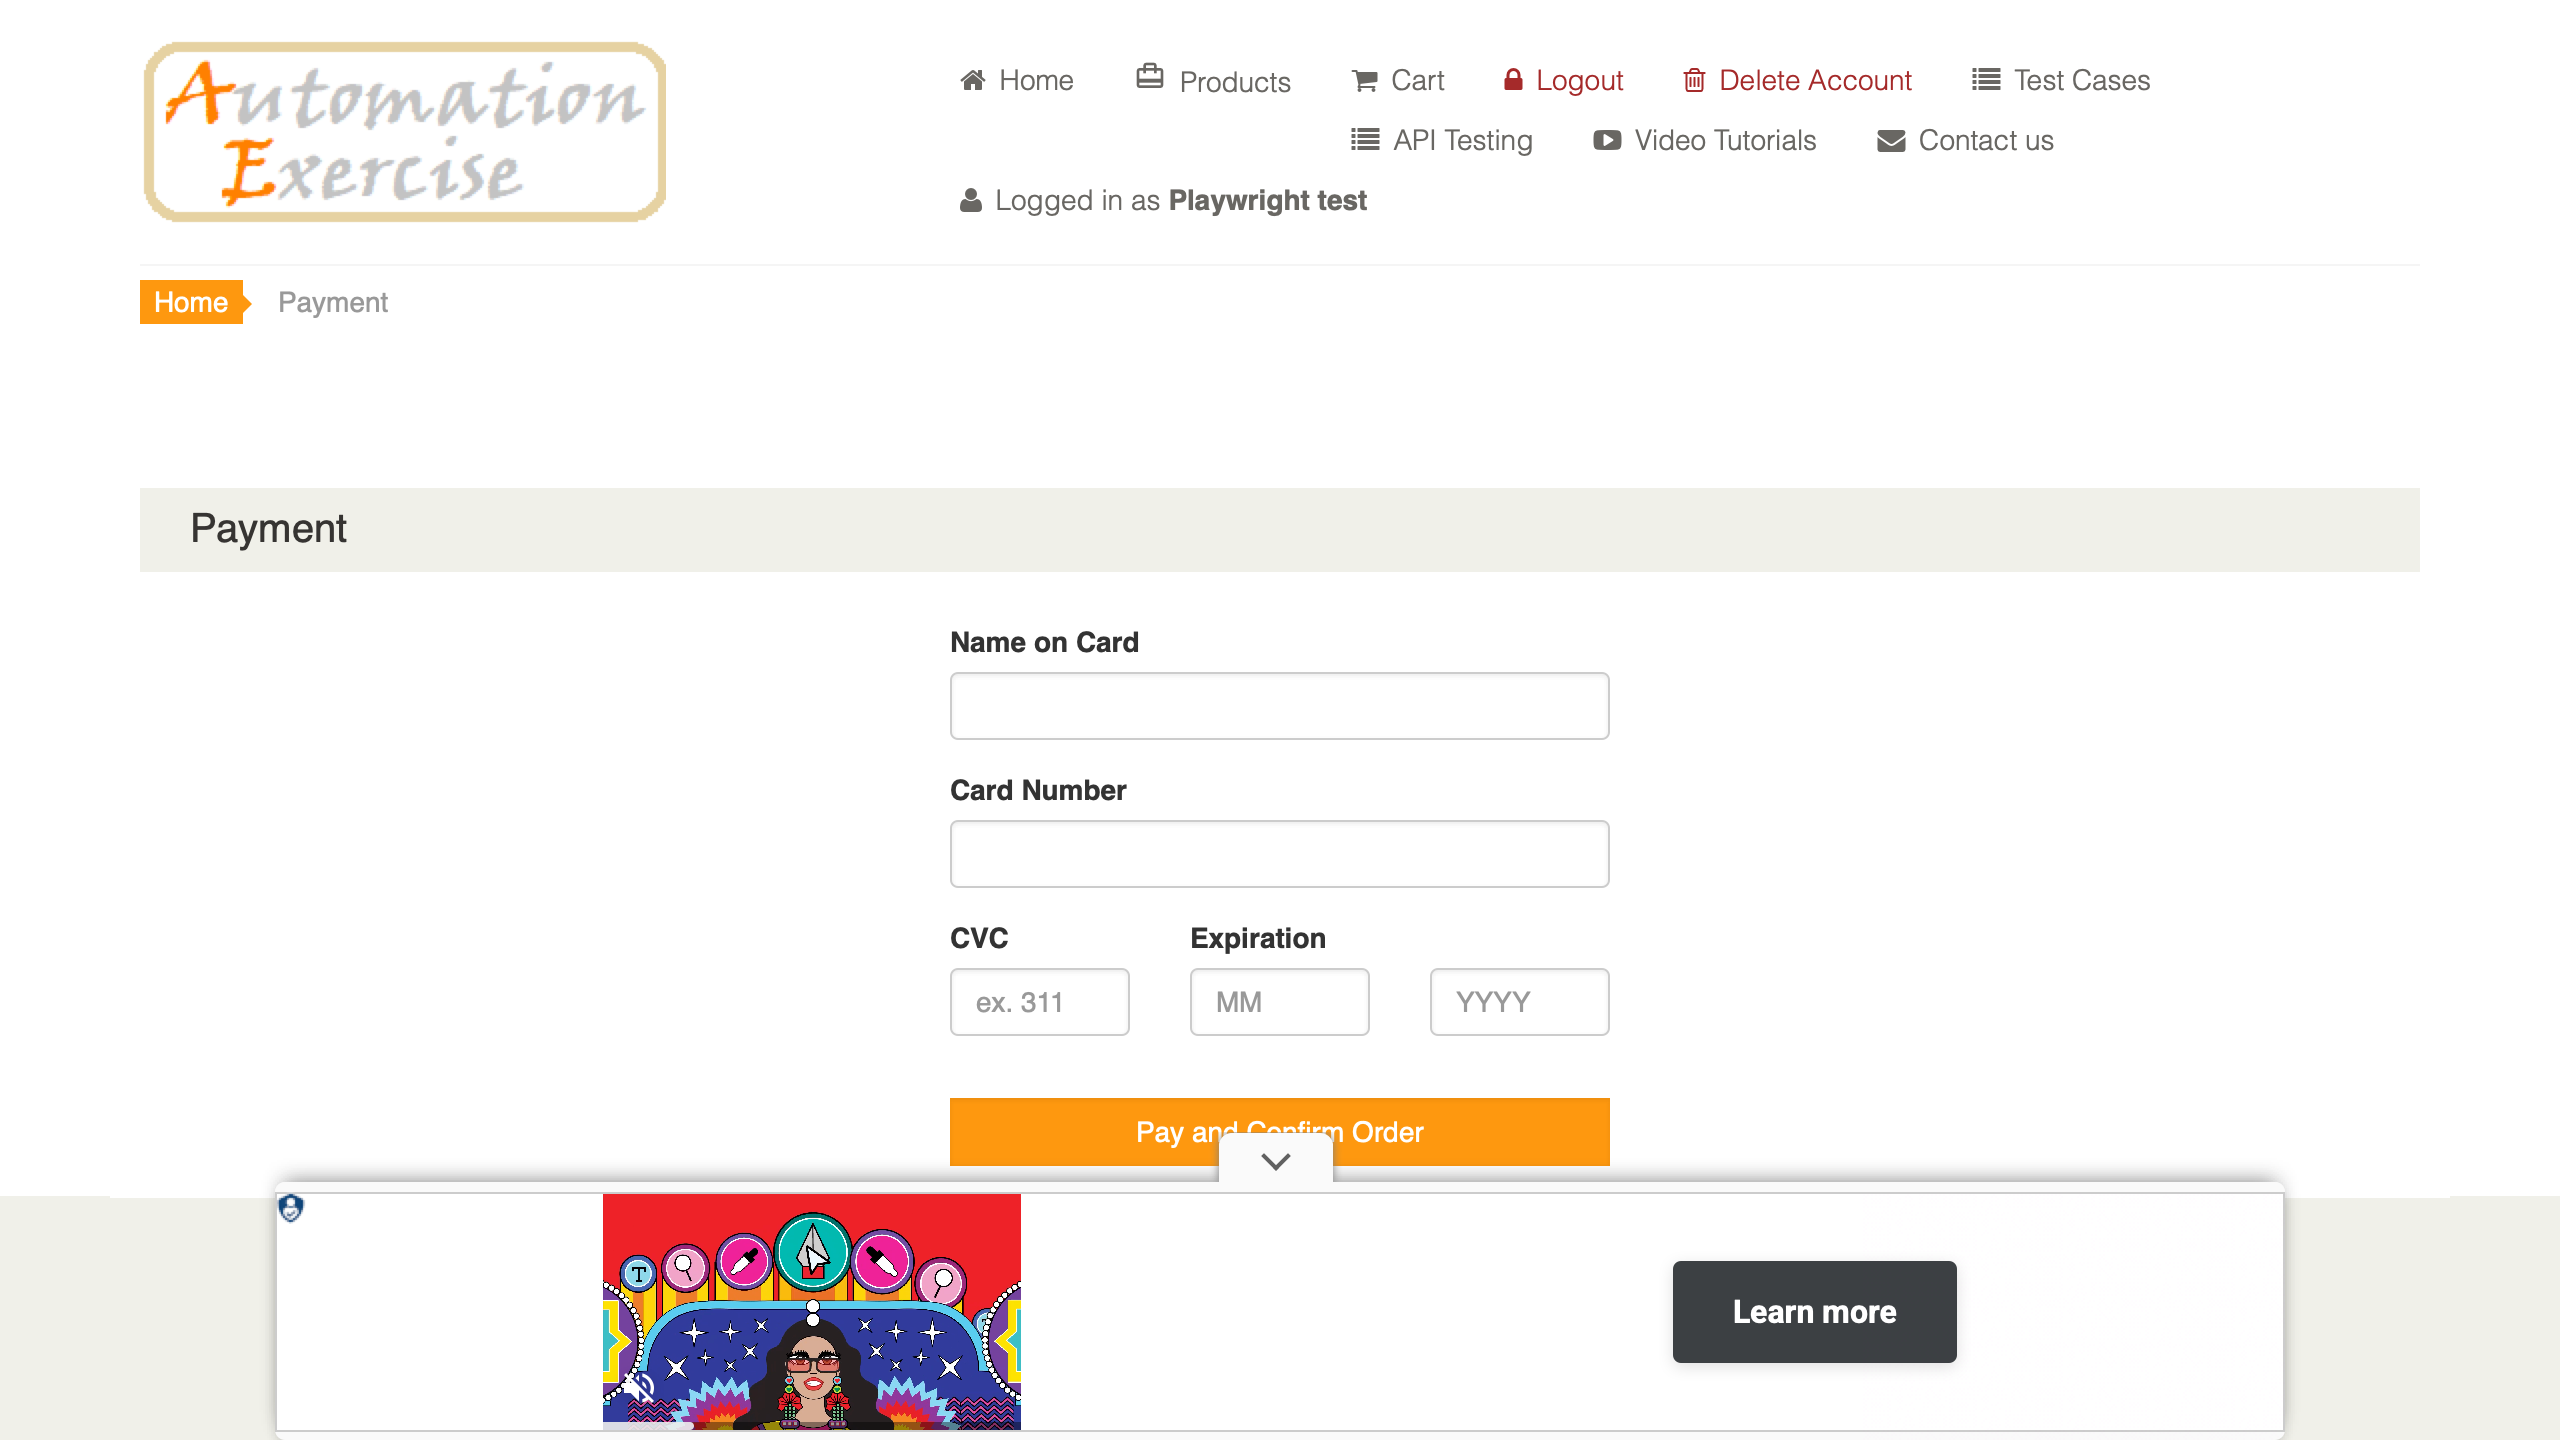 Automation
Exercise
Home
Products
Cart
Logout
Delete Account
Test Cases
API Testing
Video Tutorials
Contact us
Logged in as Playwright test
Home
Payment
Payment
Name on Card
Card Number
CVC
Expiration
ex. 311
MM
YYYY
Pay and Confirm Order
T
Learn more